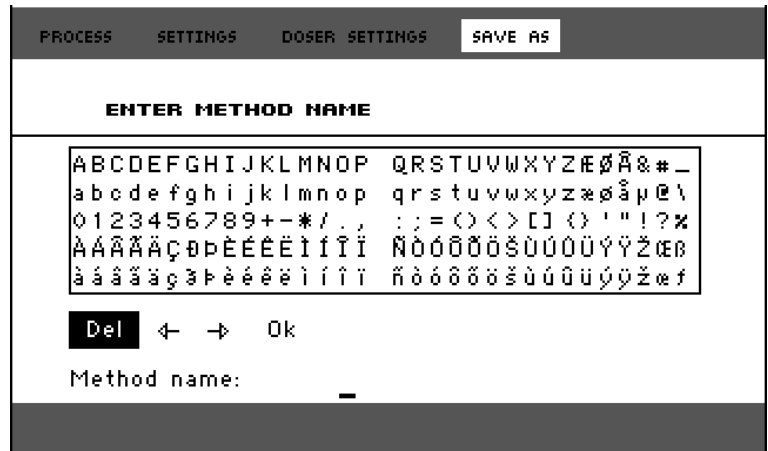 PROCESS SETTINGS DOSER SETTINGS SAVE AS
ENTER METHOD NAME
ABCDEFGHIJKLMNOP QRSTUVWXYZÆØÅ&#_
abcdefghijklmnop qrstuvwxyzæøåµ@\
0123456789+-*/., :;=()<>[]{}'"!?%
ÀÁÂÃÄÇÐÞÈÉÊËÌÍÎÏ ÑÒÓÔÕÖŠÙÚÛÜÝŸŽŒß
àáâãäçðÞèéêëìíîï ñòóôõöšùúûüýÿžœƒ
Del ← → Ok
Method name: _